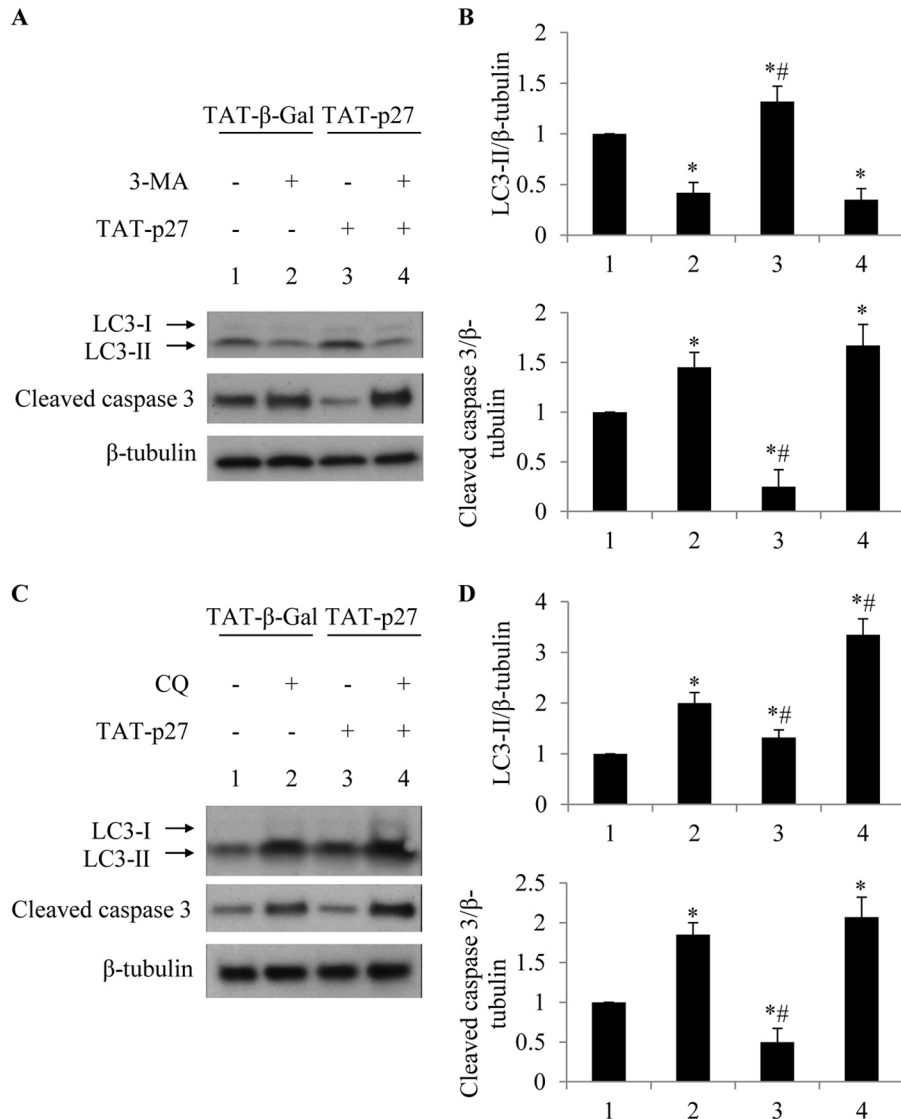 A
TAT-β-Gal TAT-p27
3-MA - + - +
TAT-p27 - - + +
1 2 3 4
LC3-I
LC3-II
Cleaved caspase 3
β-tubulin
B
LC3-II/β-tubulin
2
1.5
1
0.5
0
* *# *
1 2 3 4
Cleaved caspase 3/β-
tubulin
2
1.5
1
0.5
0
* *# *
1 2 3 4
C
TAT-β-Gal TAT-p27
CQ - + - +
TAT-p27 - - + +
1 2 3 4
LC3-I
LC3-II
Cleaved caspase 3
β-tubulin
D
LC3-II/β-tubulin
4
3
2
1
0
* *# *#
1 2 3 4
Cleaved caspase 3/β-
tubulin
2.5
2
1.5
1
0.5
0
* *# *
1 2 3 4